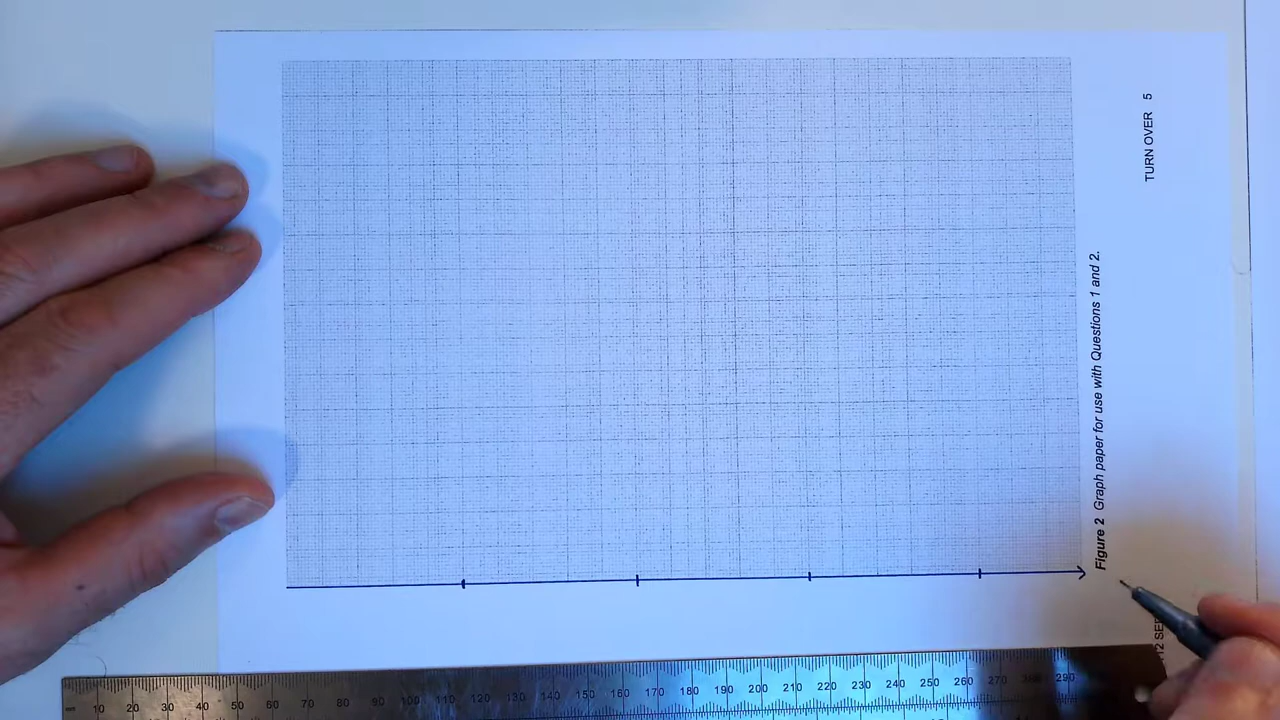 TURN OVER 5
Figure 2 Graph paper for use with Questions 1 and 2.
10 20 30 40 50 60 70 80 90 100 110 120 130 140 150 160 170 180 190 200 210 220 230 240 250 260 270 280 290